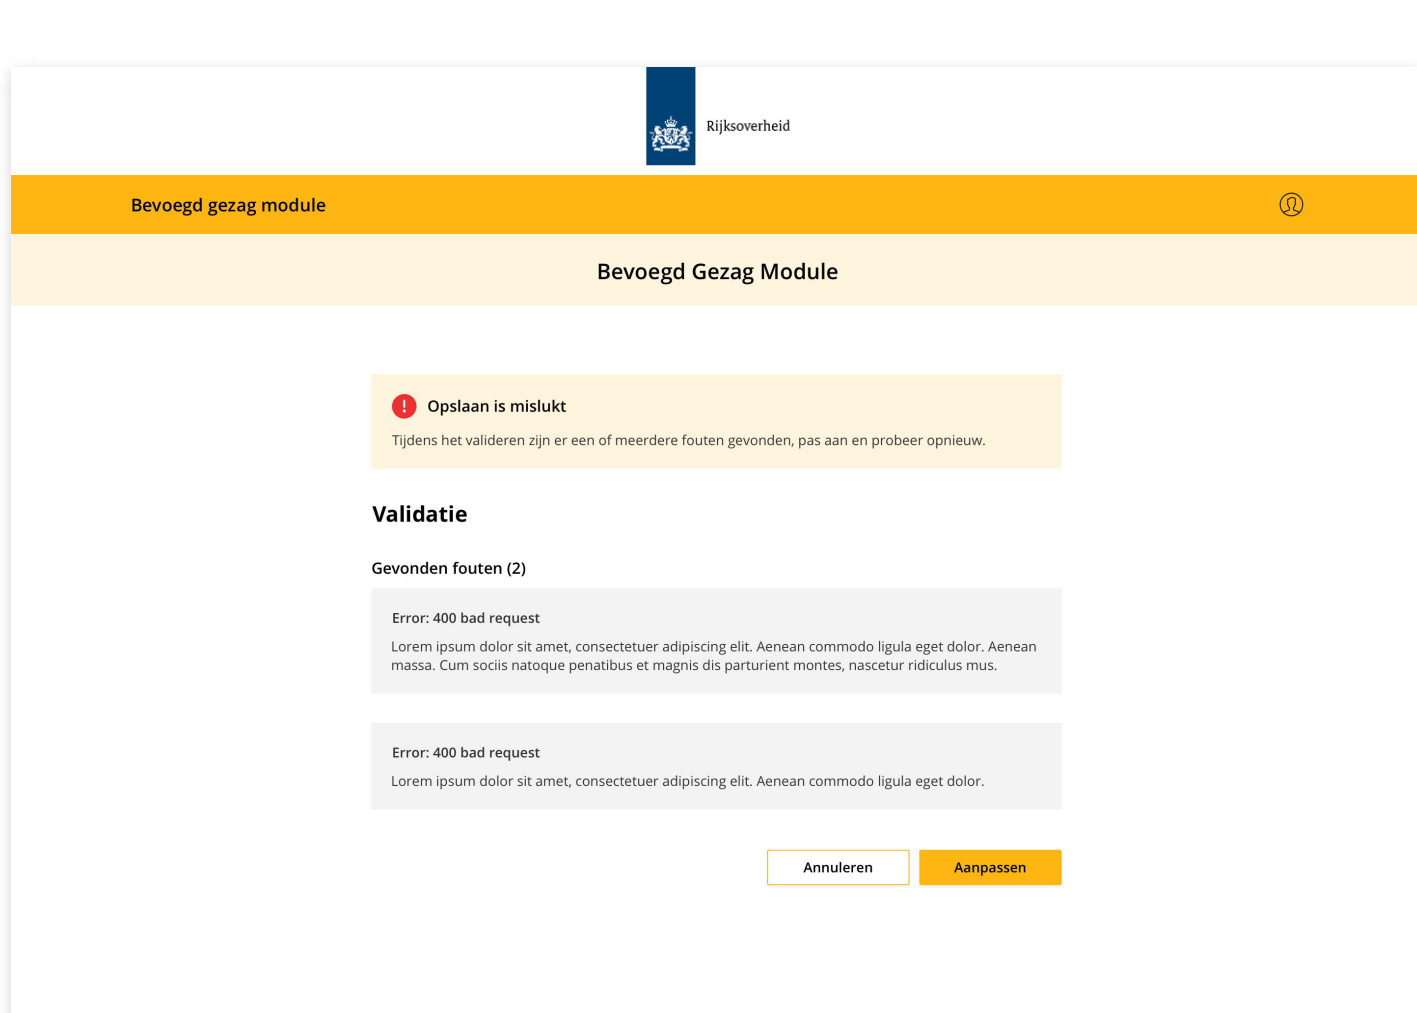 Rijksoverheid
Bevoegd gezag module
Bevoegd Gezag Module
Opslaan is mislukt
Tijdens het valideren zijn er een of meerdere fouten gevonden, pas aan en probeer opnieuw.
Validatie
Gevonden fouten (2)
Error: 400 bad request
Lorem ipsum dolor sit amet, consectetuer adipiscing elit. Aenean commodo ligula eget dolor. Aenean
massa. Cum sociis natoque penatibus et magnis dis parturient montes, nascetur ridiculus mus.
Error: 400 bad request
Lorem ipsum dolor sit amet, consectetuer adipiscing elit. Aenean commodo ligula eget dolor.
Annuleren
Aanpassen